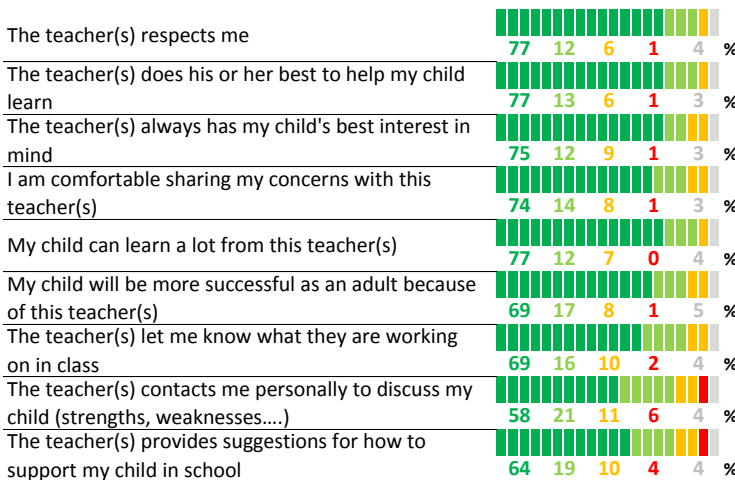 The teacher(s) respects me
77 12 6 1 4 %
The teacher(s) does his or her best to help my child
learn
77 13 6 1 3 %
The teacher(s) always has my child's best interest in
mind
75 12 9 1 3 %
I am comfortable sharing my concerns with this
teacher(s)
74 14 8 1 3 %
My child can learn a lot from this teacher(s)
77 12 7 0 4 %
My child will be more successful as an adult because
of this teacher(s)
69 17 8 1 5 %
The teacher(s) let me know what they are working
on in class
69 16 10 2 4 %
The teacher(s) contacts me personally to discuss my
child (strengths, weaknesses....)
58 21 11 6 4 %
The teacher(s) provides suggestions for how to
support my child in school
64 19 10 4 4 %